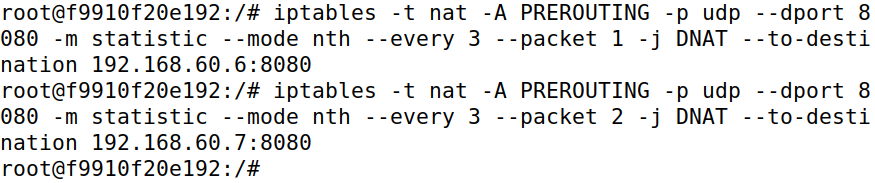 root@f9910f20e192:/# iptables -t nat -A PREROUTING -p udp --dport 8
080 -m statistic --mode nth --every 3 --packet 1 -j DNAT --to-desti
nation 192.168.60.6:8080
root@f9910f20e192:/# iptables -t nat -A PREROUTING -p udp --dport 8
080 -m statistic --mode nth --every 3 --packet 2 -j DNAT --to-desti
nation 192.168.60.7:8080
root@f9910f20e192:/#